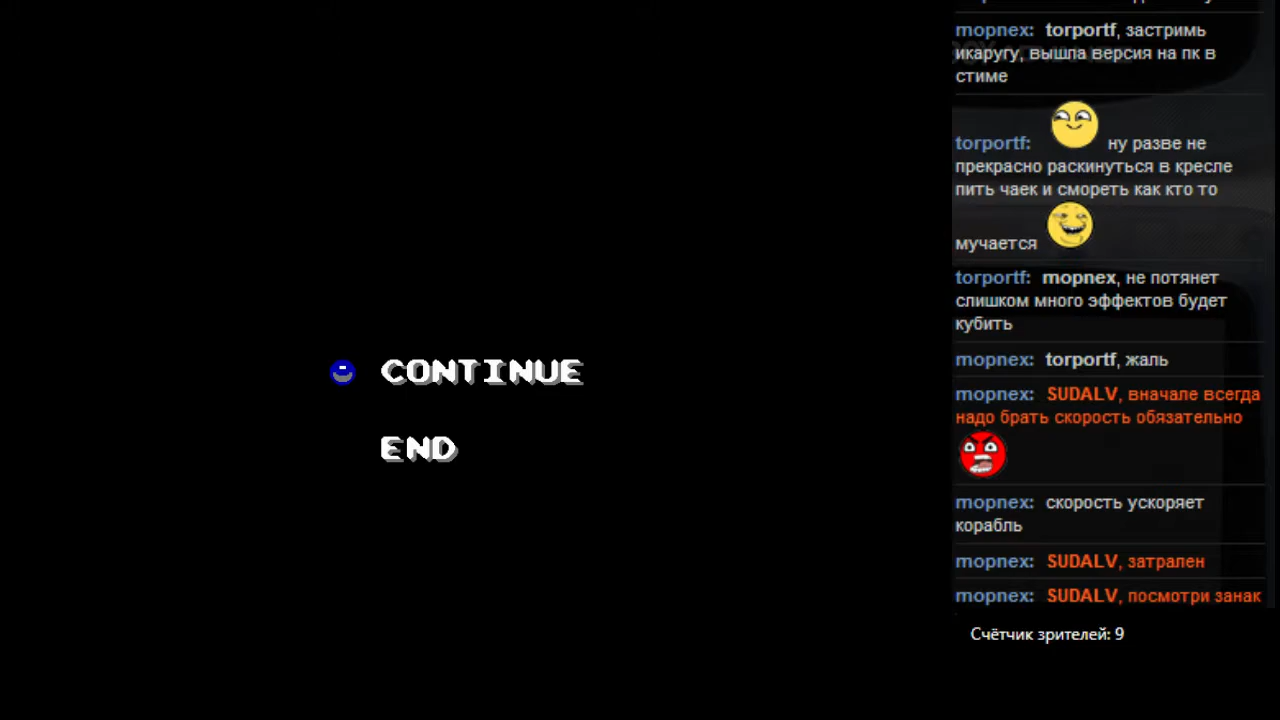 CONTINUE
END
mopnex: torportf, застримь
икаругу, вышла версия на пк в
стиме
torportf: ну разве не
прекрасно раскинуться в кресле
пить чаек и смореть как кто то
мучается
torportf: mopnex, не потянет
слишком много эффектов будет
кубить
mopnex: torportf, жаль
mopnex: SUDALV, вначале всегда
надо брать скорость обязательно
mopnex: скорость ускоряет
корабль
mopnex: SUDALV, затрален
mopnex: SUDALV, посмотри занак
Счётчик зрителей: 9